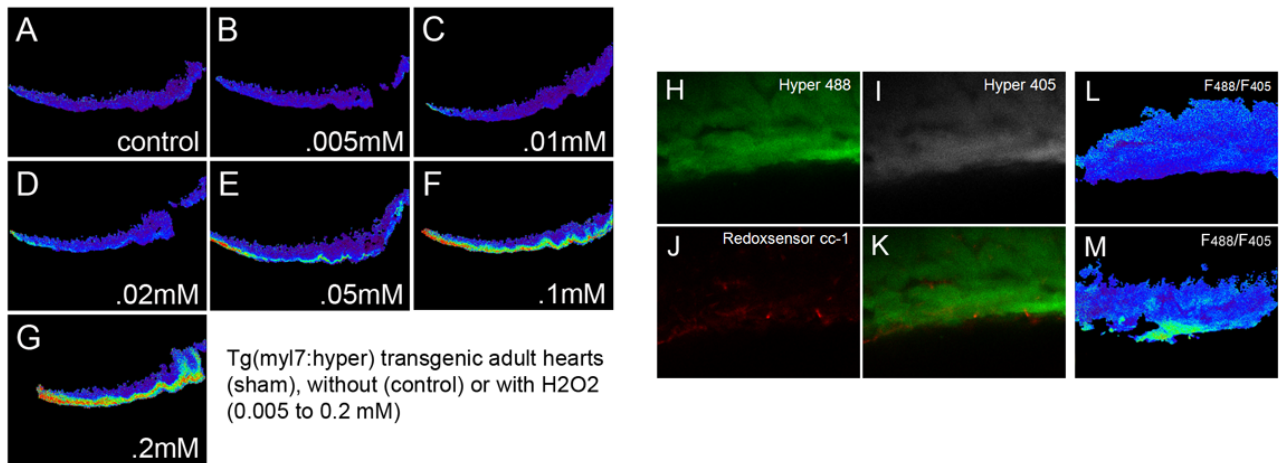 A
control
B
.005mM
C
.01mM
D
.02mM
E
.05mM
F
.1mM
G
.2mM
Tg(myl7:hyper) transgenic adult hearts
(sham), without (control) or with H2O2
(0.005 to 0.2 mM)
H
Hyper 488
I
Hyper 405
J
Redoxsensor cc-1
K
L
F488/F405
M
F488/F405